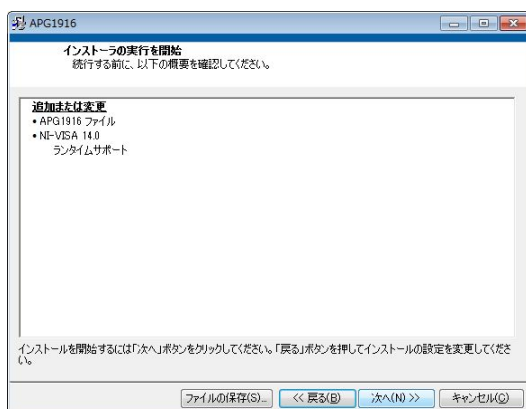 APG1916
インストーラの実行を開始
続行する前に、以下の概要を確認してください。
追加または変更
• APG1916 ファイル
• NI-VISA 14.0
ランタイムサポート
インストールを開始するには「次へ」ボタンをクリックしてください。「戻る」ボタンを押してインストールの設定を変更してくださ
い。
ファイルの保存(S)... << 戻る(B) 次へ(N) >> キャンセル(C)